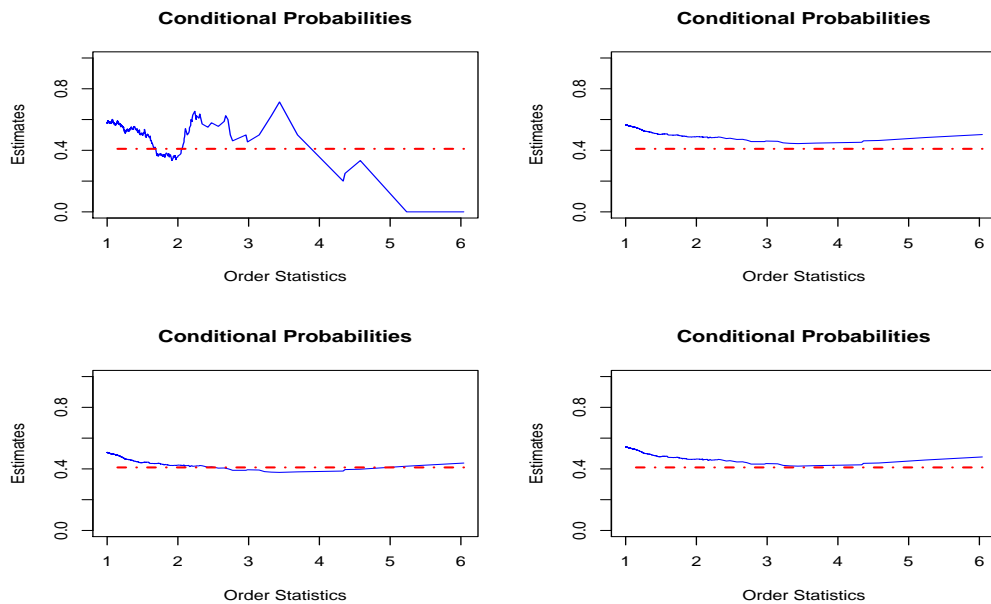 Conditional Probabilities
Estimates
0.0 0.4 0.8
1 2 3 4 5 6
Order Statistics
Conditional Probabilities
Estimates
0.0 0.4 0.8
1 2 3 4 5 6
Order Statistics
Conditional Probabilities
Estimates
0.0 0.4 0.8
1 2 3 4 5 6
Order Statistics
Conditional Probabilities
Estimates
0.0 0.4 0.8
1 2 3 4 5 6
Order Statistics